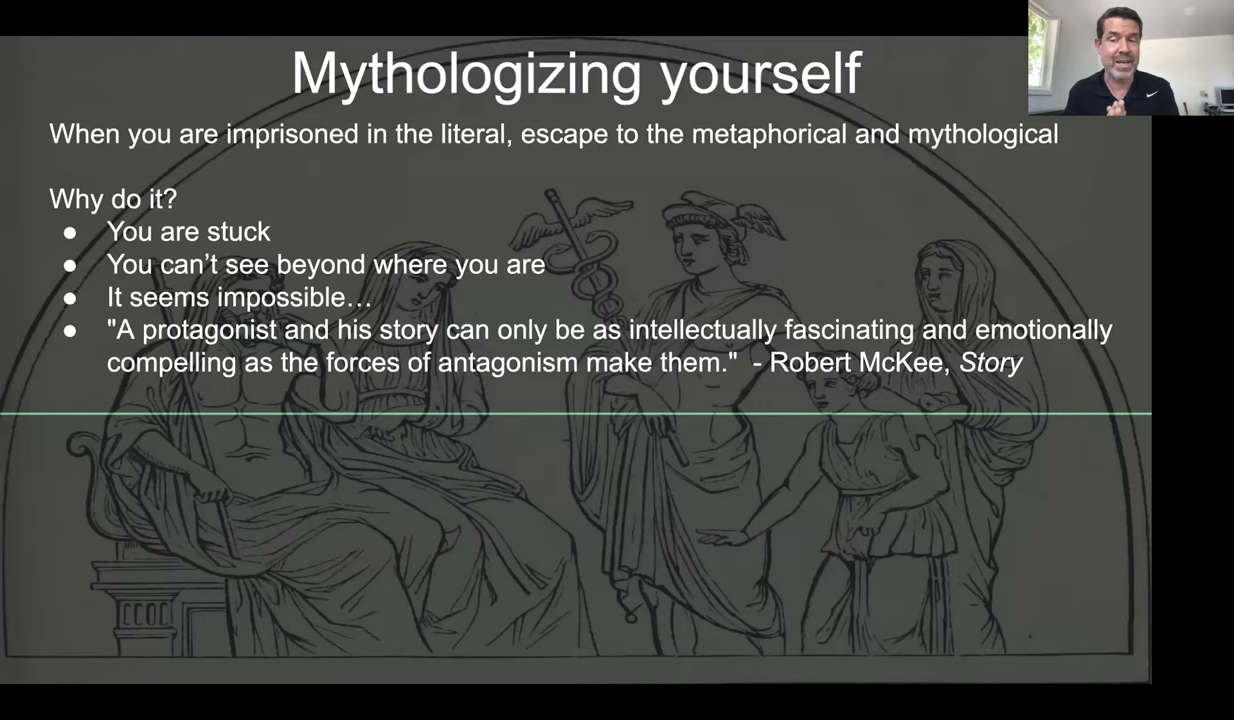 Mythologizing yourself
When you are imprisoned in the literal, escape to the metaphorical and mythological
Why do it?
● You are stuck
● You can’t see beyond where you are
● It seems impossible…
● "A protagonist and his story can only be as intellectually fascinating and emotionally
compelling as the forces of antagonism make them."  - Robert McKee, Story